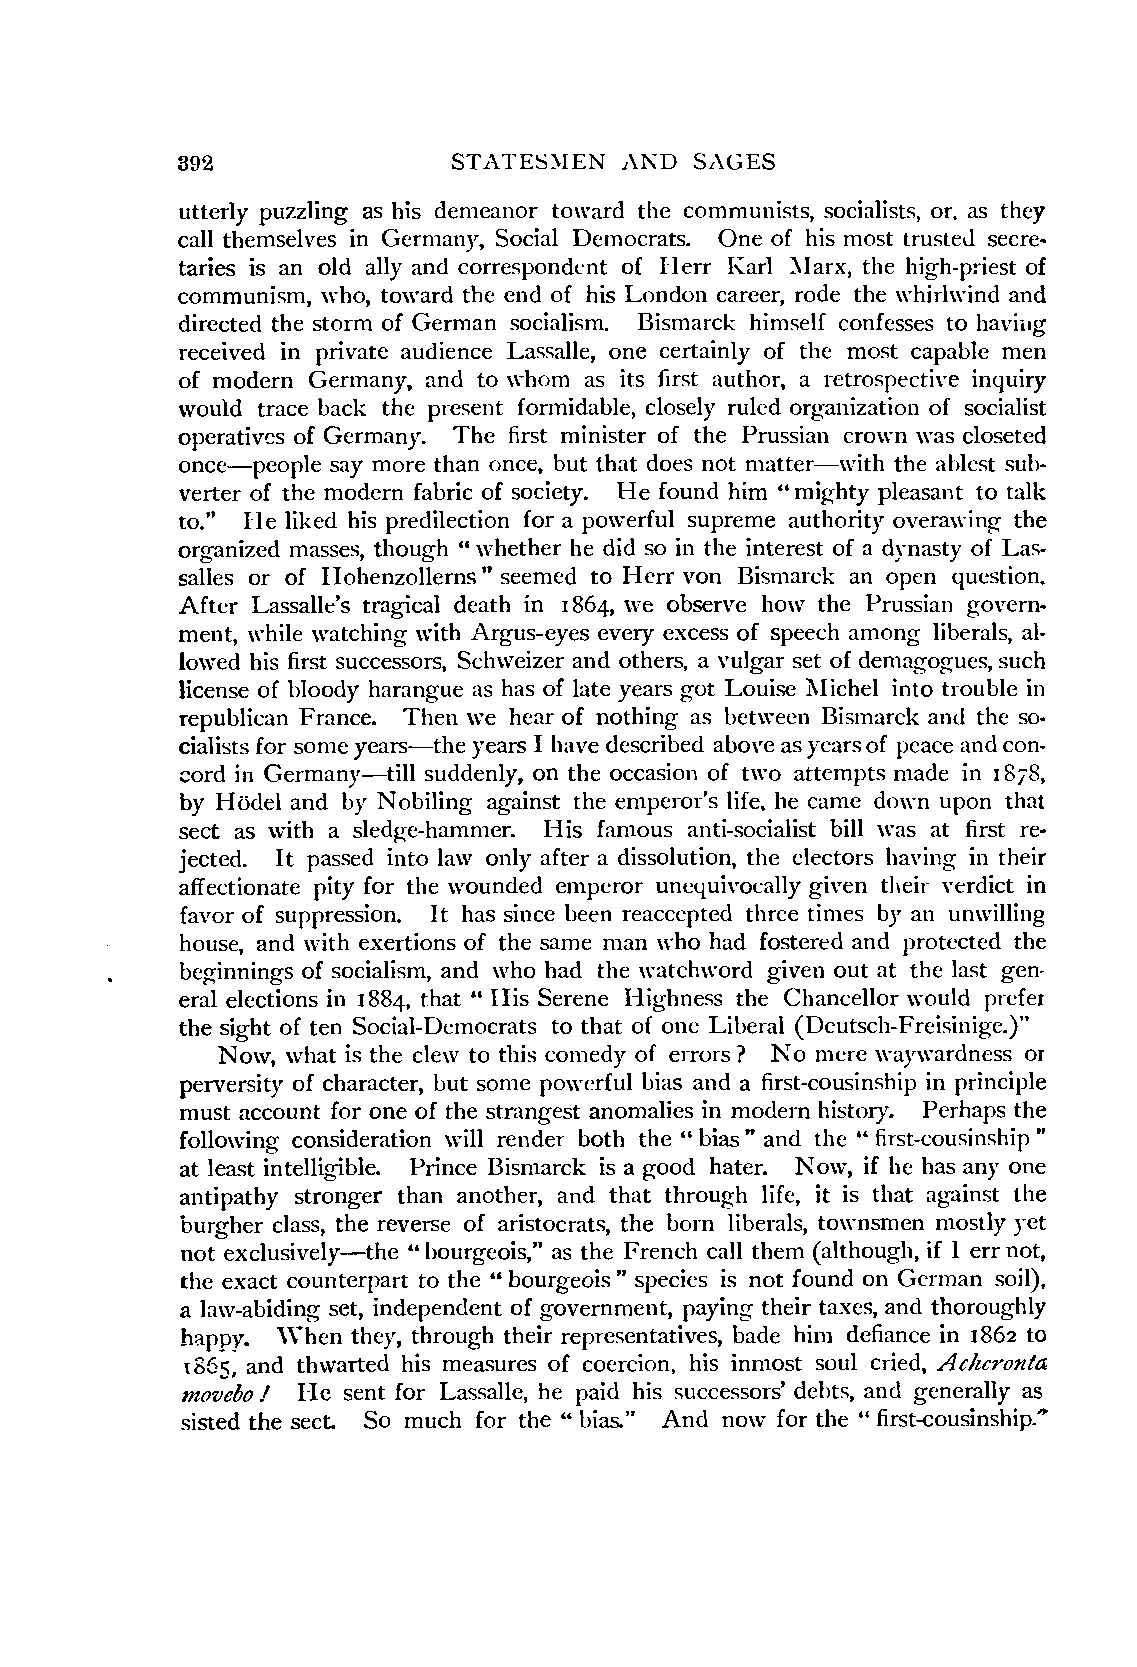 392 STATESMEN AND SAGES
utterly puzzling as his demeanor toward the communists, socialists, or, as they
call themselves in Germany, Social Democrats. One of his most trusted secre-
taries is an old ally and correspondent of Herr Karl Marx, the high-priest of
communism, who, toward the end of his London career, rode the whirlwind and
directed the storm of German socialism. Bismarck himself confesses to having
received in private audience Lassalle, one certainly of the most capable men
of modern Germany, and to whom as its first author, a retrospective inquiry
would trace back the present formidable, closely ruled organization of socialist
operatives of Germany. The first minister of the Prussian crown was closeted
once—people say more than once, but that does not matter—with the ablest sub-
verter of the modern fabric of society. He found him “mighty pleasant to talk
to.” He liked his predilection for a powerful supreme authority overawing the
organized masses, though “whether he did so in the interest of a dynasty of Las-
salles or of Hohenzollerns” seemed to Herr von Bismarck an open question.
After Lassalle's tragical death in 1864, we observe how the Prussian govern-
ment, while watching with Argus-eyes every excess of speech among liberals, al-
lowed his first successors, Schweizer and others, a vulgar set of demagogues, such
license of bloody harangue as has of late years got Louise Michel into trouble in
republican France. Then we hear of nothing as between Bismarck and the so-
cialists for some years—the years I have described above as years of peace and con-
cord in Germany—till suddenly, on the occasion of two attempts made in 1878,
by Hödel and by Nobiling against the emperor's life, he came down upon that
sect as with a sledge-hammer. His famous anti-socialist bill was at first re-
jected. It passed into law only after a dissolution, the electors having in their
affectionate pity for the wounded emperor unequivocally given their verdict in
favor of suppression. It has since been reaccepted three times by an unwilling
house, and with exertions of the same man who had fostered and protected the
beginnings of socialism, and who had the watchword given out at the last gen-
eral elections in 1884, that “His Serene Highness the Chancellor would prefer
the sight of ten Social-Democrats to that of one Liberal (Deutsch-Freisinige.)”
Now, what is the clew to this comedy of errors? No mere waywardness or
perversity of character, but some powerful bias and a first-cousinship in principle
must account for one of the strangest anomalies in modern history. Perhaps the
following consideration will render both the “bias” and the “first-cousinship”
at least intelligible. Prince Bismarck is a good hater. Now, if he has any one
antipathy stronger than another, and that through life, it is that against the
burgher class, the reverse of aristocrats, the born liberals, townsmen mostly yet
not exclusively—the “bourgeois,” as the French call them (although, if I err not,
the exact counterpart to the “bourgeois” species is not found on German soil),
a law-abiding set, independent of government, paying their taxes, and thoroughly
happy. When they, through their representatives, bade him defiance in 1862 to
1865, and thwarted his measures of coercion, his inmost soul cried, Acheronta
movebo! He sent for Lassalle, he paid his successors' debts, and generally as
sisted the sect. So much for the “bias.” And now for the “first-cousinship.”